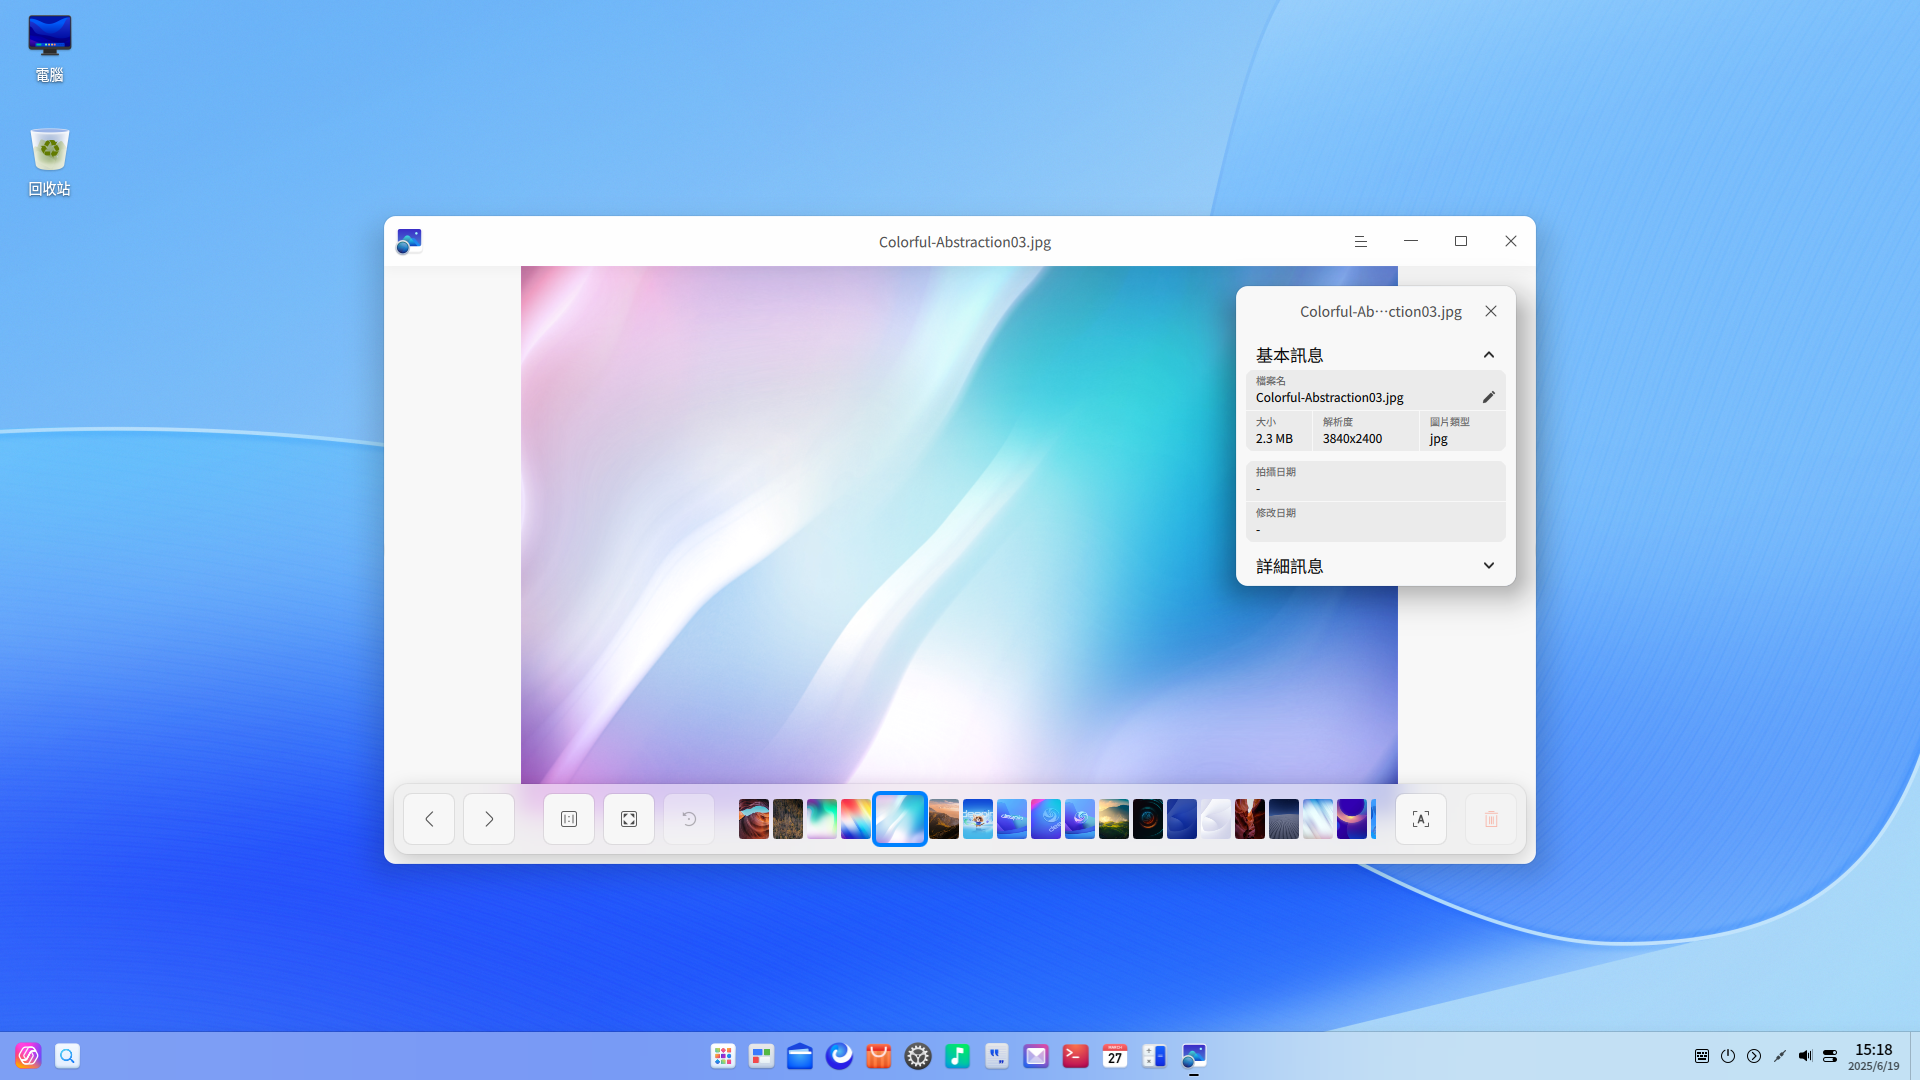 電腦
回收站
Colorful-Abstraction03.jpg
Colorful-Ab···ction03.jpg
基本訊息
檔案名
Colorful-Abstraction03.jpg
大小 解析度 圖片類型
2.3 MB 3840x2400 jpg
拍攝日期
-
修改日期
-
詳細訊息
MARCH
27
15:18
2025/6/19